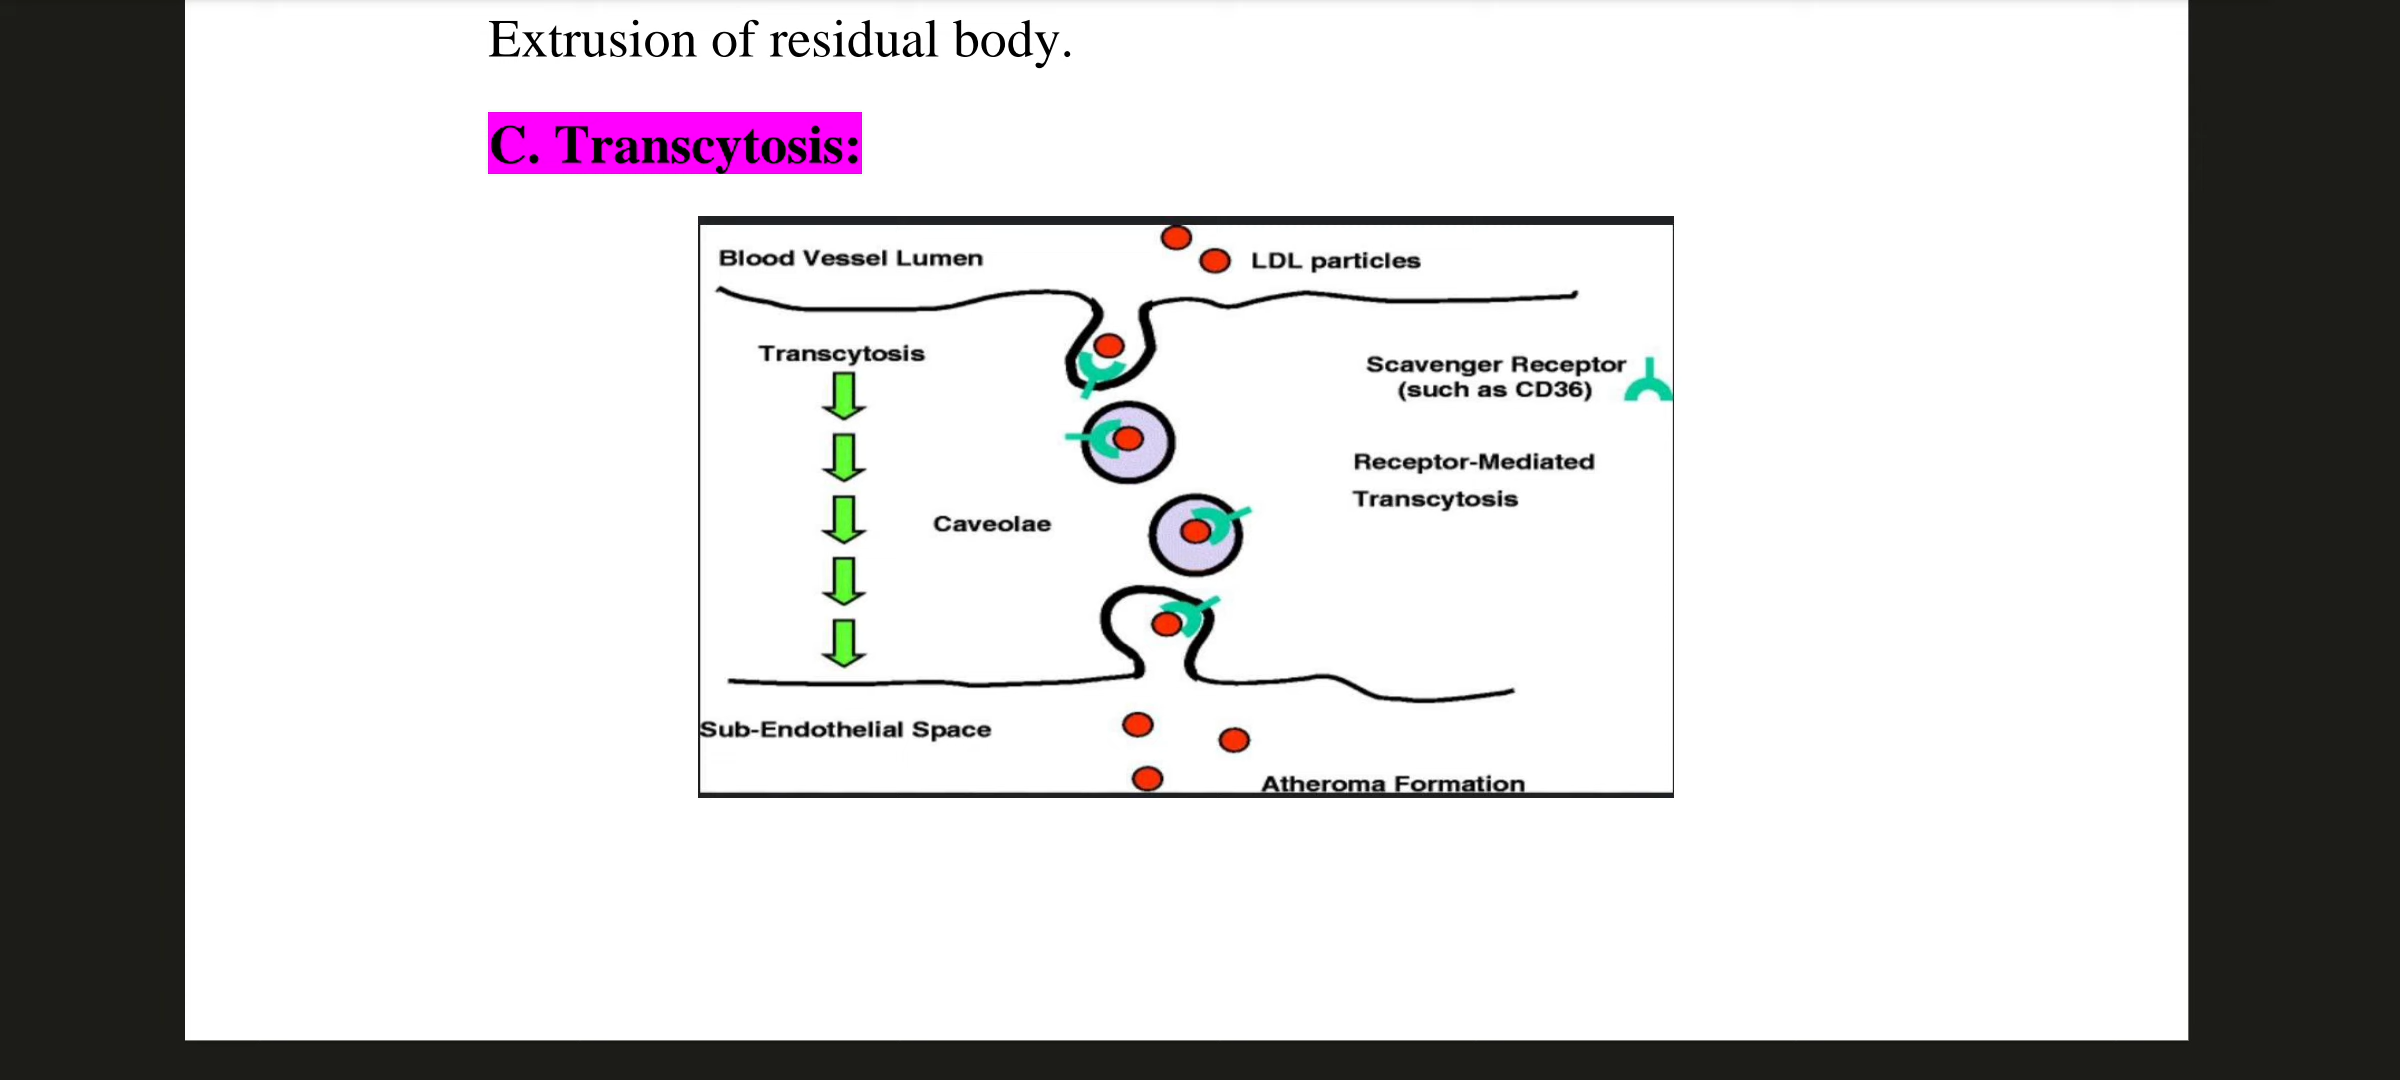 Extrusion of residual body.
C. Transcytosis:
Blood Vessel Lumen
LDL particles
Transcytosis
Scavenger Receptor
(such as CD36)
Receptor-Mediated
Transcytosis
Caveolae
Sub-Endothelial Space
Atheroma Formation